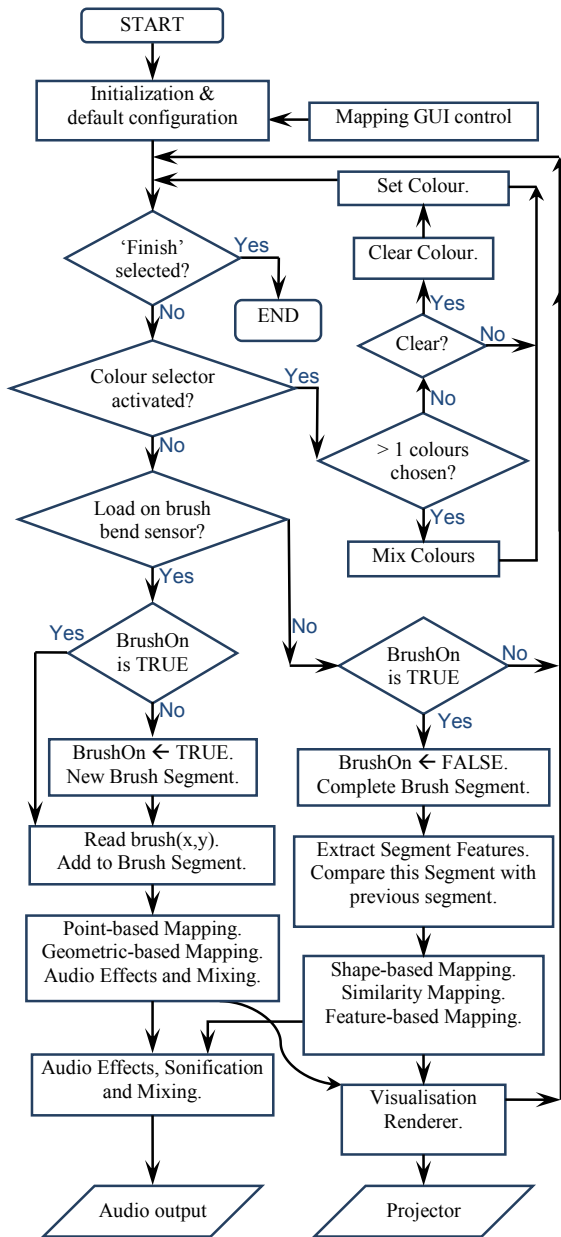 START
Initialization &
default configuration
Mapping GUI control
Set Colour.
'Finish'
selected?
Yes
Clear Colour.
END
No
Yes
Clear?
No
Colour selector
activated?
Yes
No
> 1 colours
chosen?
No
Yes
Load on brush
bend sensor?
Mix Colours
Yes
No
Yes
BrushOn
is TRUE
BrushOn
is TRUE
No
No
Yes
BrushOn ← TRUE.
New Brush Segment.
BrushOn ← FALSE.
Complete Brush Segment.
Read brush(x,y).
Add to Brush Segment.
Extract Segment Features.
Compare this Segment with
previous segment.
Point-based Mapping.
Geometric-based Mapping.
Audio Effects and Mixing.
Shape-based Mapping.
Similarity Mapping.
Feature-based Mapping.
Audio Effects, Sonification
and Mixing.
Visualisation
Renderer.
Audio output
Projector